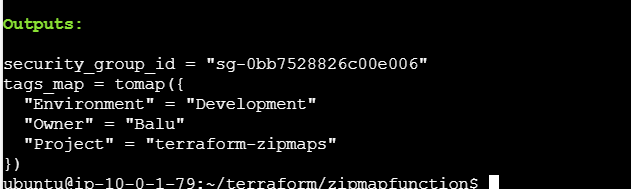 Outputs:
security_group_id = "sg-0bb7528826c00e006"
tags_map = tomap({
  "Environment" = "Development"
  "Owner" = "Balu"
  "Project" = "terraform-zipmaps"
})
ubuntu@ip-10-0-1-79:~/terraform/zipmapfunction$